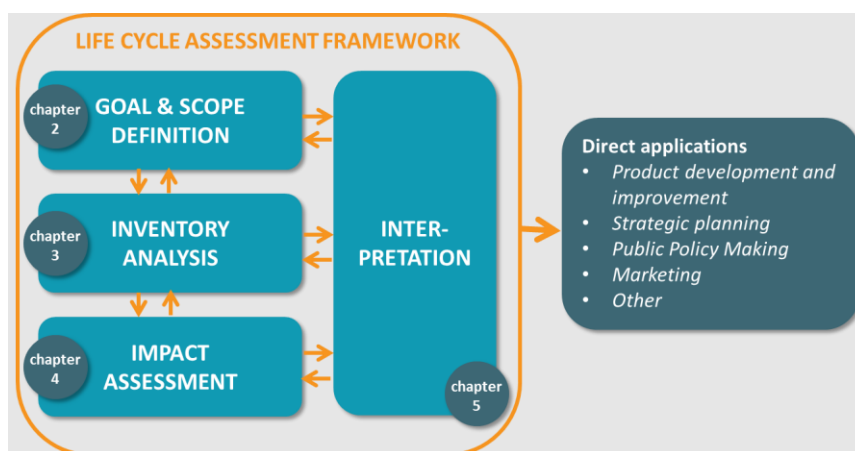 LIFE CYCLE ASSESSMENT FRAMEWORK
chapter
2
GOAL & SCOPE
DEFINITION
chapter
3
INVENTORY
ANALYSIS
chapter
4
IMPACT
ASSESSMENT
INTER-
PRETATION
chapter
5
Direct applications
• Product development and
improvement
• Strategic planning
• Public Policy Making
• Marketing
• Other